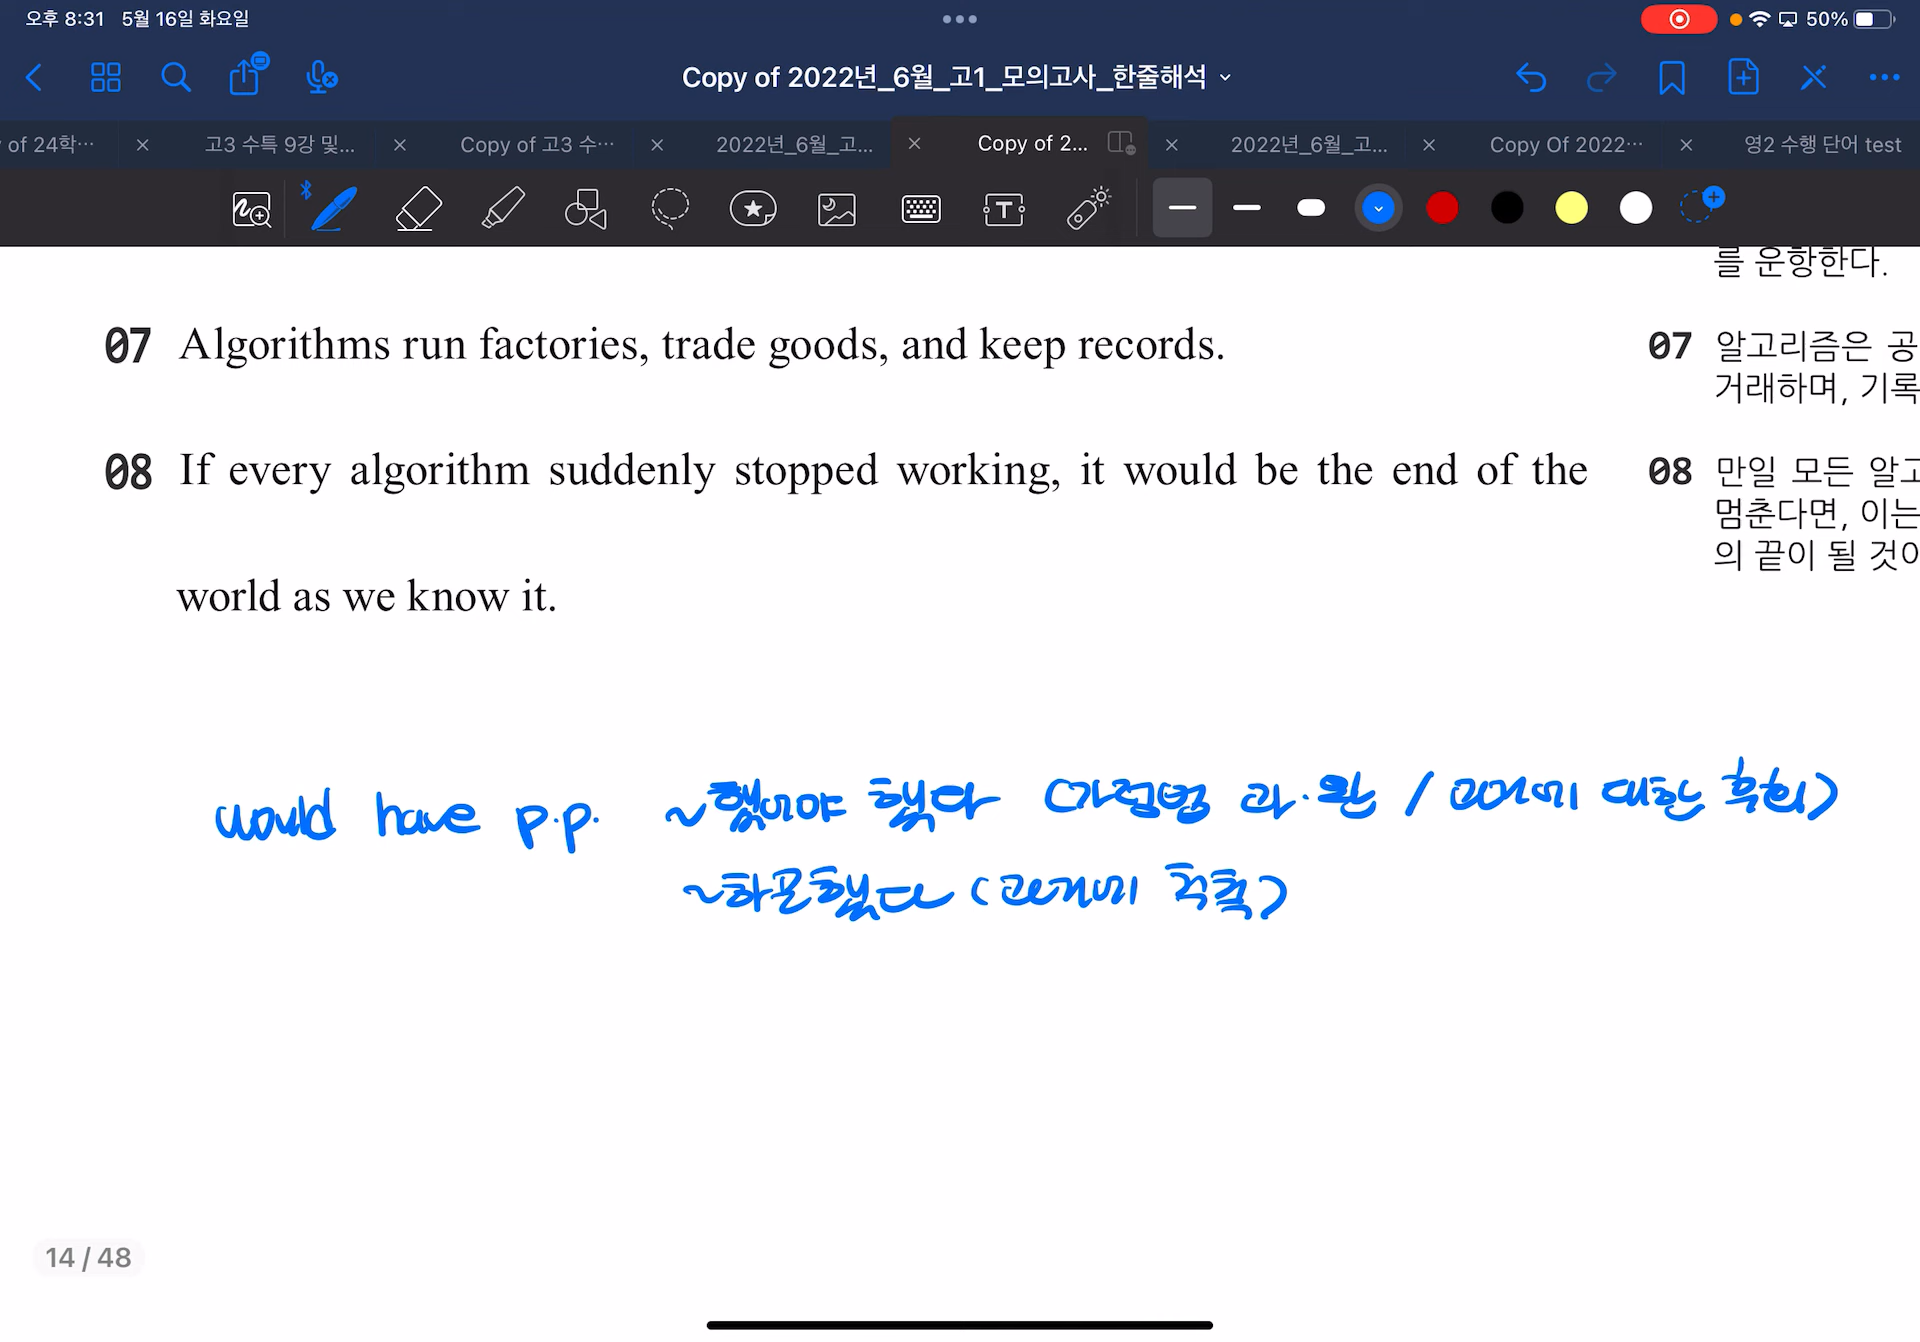 오후 8:31 5월 16일 화요일
50%
Copy of 2022년_6월_고1_모의고사_한줄해석
of 24학…
고3 수특 9강 및...
Copy of 고3 수…
2022년_6월_고...
Copy of 2...
2022년_6월_고...
Copy Of 2022…
영2 수행 단어 test
를 운항한다.
07 Algorithms run factories, trade goods, and keep records.
07 알고리즘은 공
거래하며, 기록
08 If every algorithm suddenly stopped working, it would be the end of the
world as we know it.
08 만일 모든 알고
멈춘다면, 이는
의 끝이 될 것이
would have p.p. ~했어야 했다 (가정법 과·완 / 과거에 대한 후회)
~하곤했다 (과거에 추측)
14 / 48